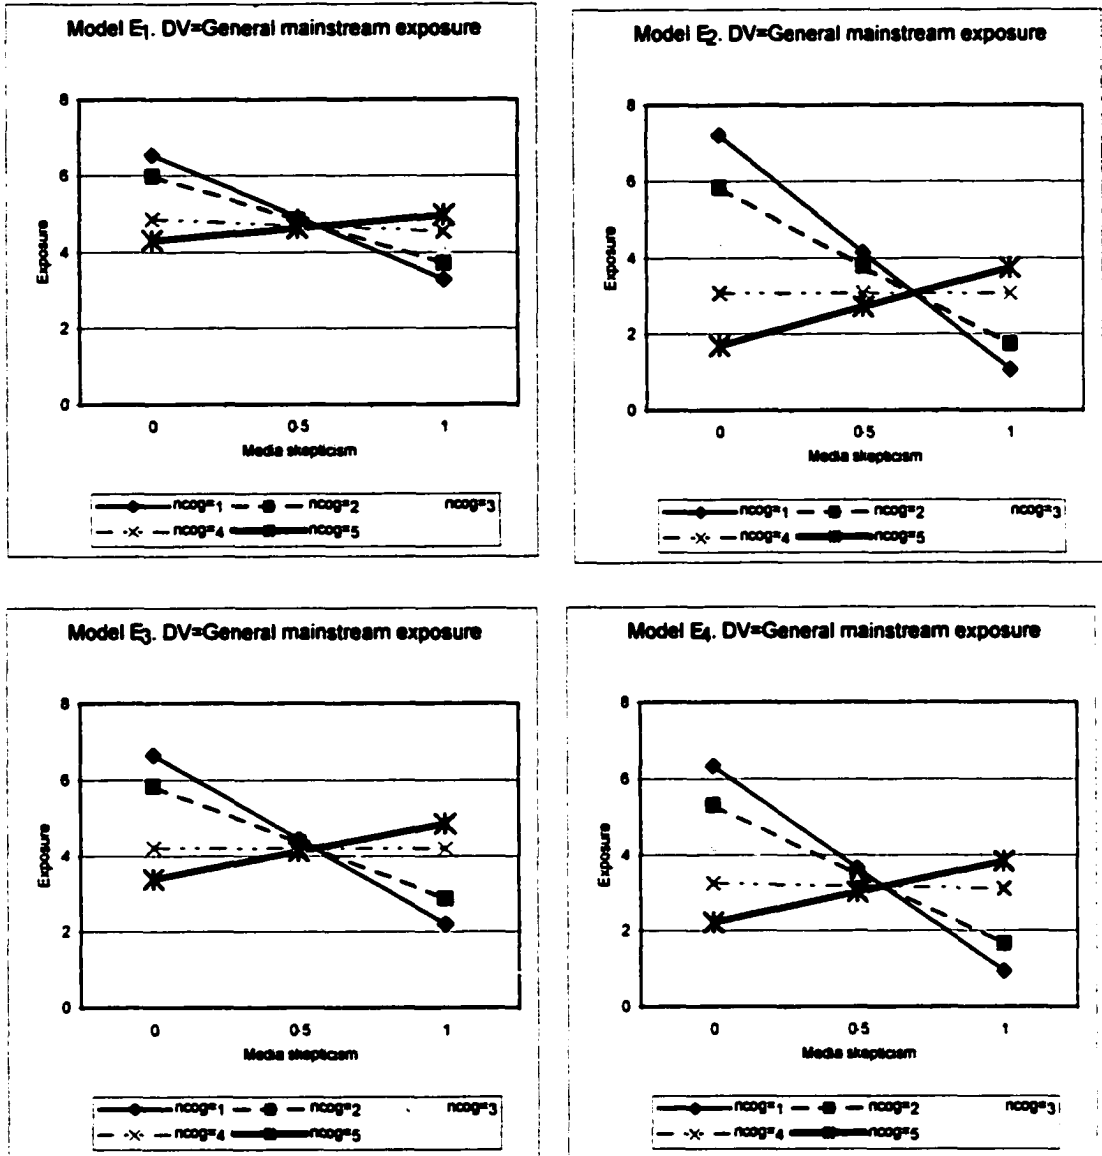 Model E1. DV=General mainstream exposure
8
6
4
2
0
Exposure
0
0.5
1
Media skepticism
ncog=1
ncog=2
ncog=3
ncog=4
ncog=5
Model E2. DV=General mainstream exposure
8
6
4
2
0
Exposure
0
0.5
1
Media skepticism
ncog=1
ncog=2
ncog=3
ncog=4
ncog=5
Model E3. DV=General mainstream exposure
8
6
4
2
0
Exposure
0
0.5
1
Media skepticism
ncog=1
ncog=2
ncog=3
ncog=4
ncog=5
Model E4. DV=General mainstream exposure
8
6
4
2
0
Exposure
0
0.5
1
Media skepticism
ncog=1
ncog=2
ncog=3
ncog=4
ncog=5